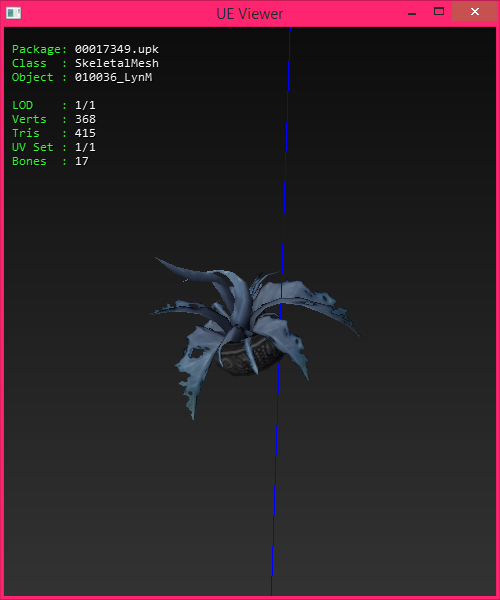 UE Viewer
Package: 00017349.upk
Class  : SkeletalMesh
Object : 010036_LynM
LOD    : 1/1
Verts  : 368
Tris   : 415
UV Set : 1/1
Bones  : 17